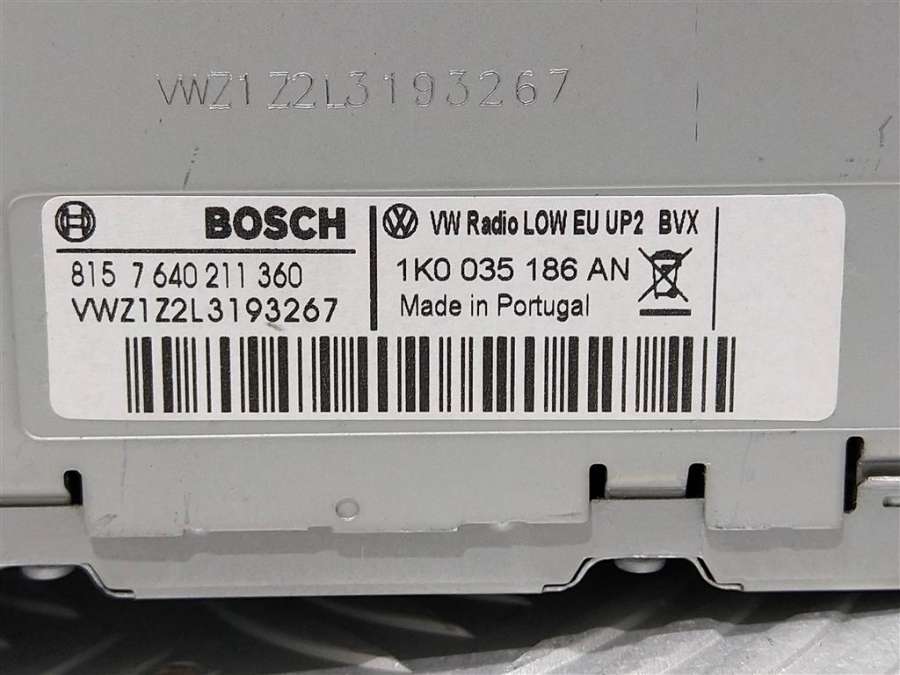 VWZ1Z2L3193267
BOSCH
815 7 640 211 360
VWZ1Z2L3193267
VW Radio LOW EU UP2 BVX
1K0 035 186 AN
Made in Portugal